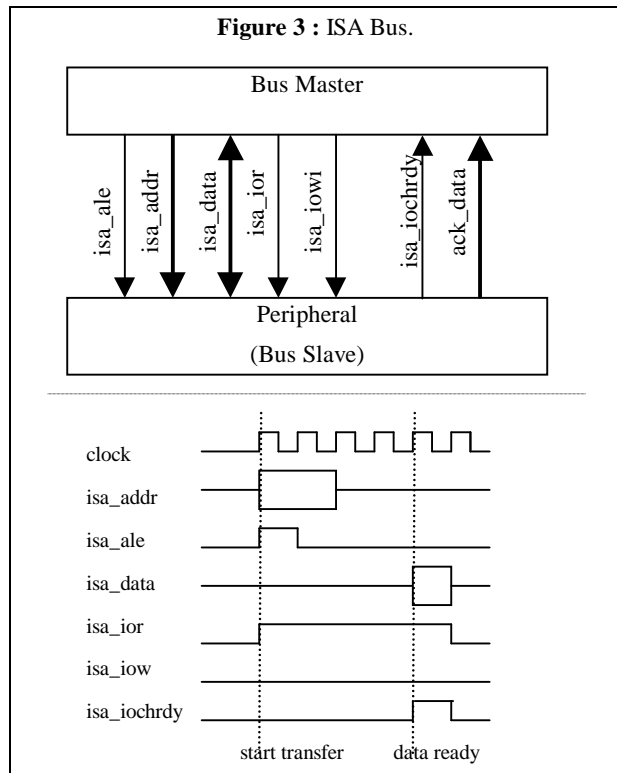 Figure 3 : ISA Bus.
Bus Master
isa_ale
isa_addr
isa_data
isa_ior
isa_iowi
isa_iochrdy
ack_data
Peripheral
(Bus Slave)
clock
isa_addr
isa_ale
isa_data
isa_ior
isa_iow
isa_iochrdy
start transfer data ready